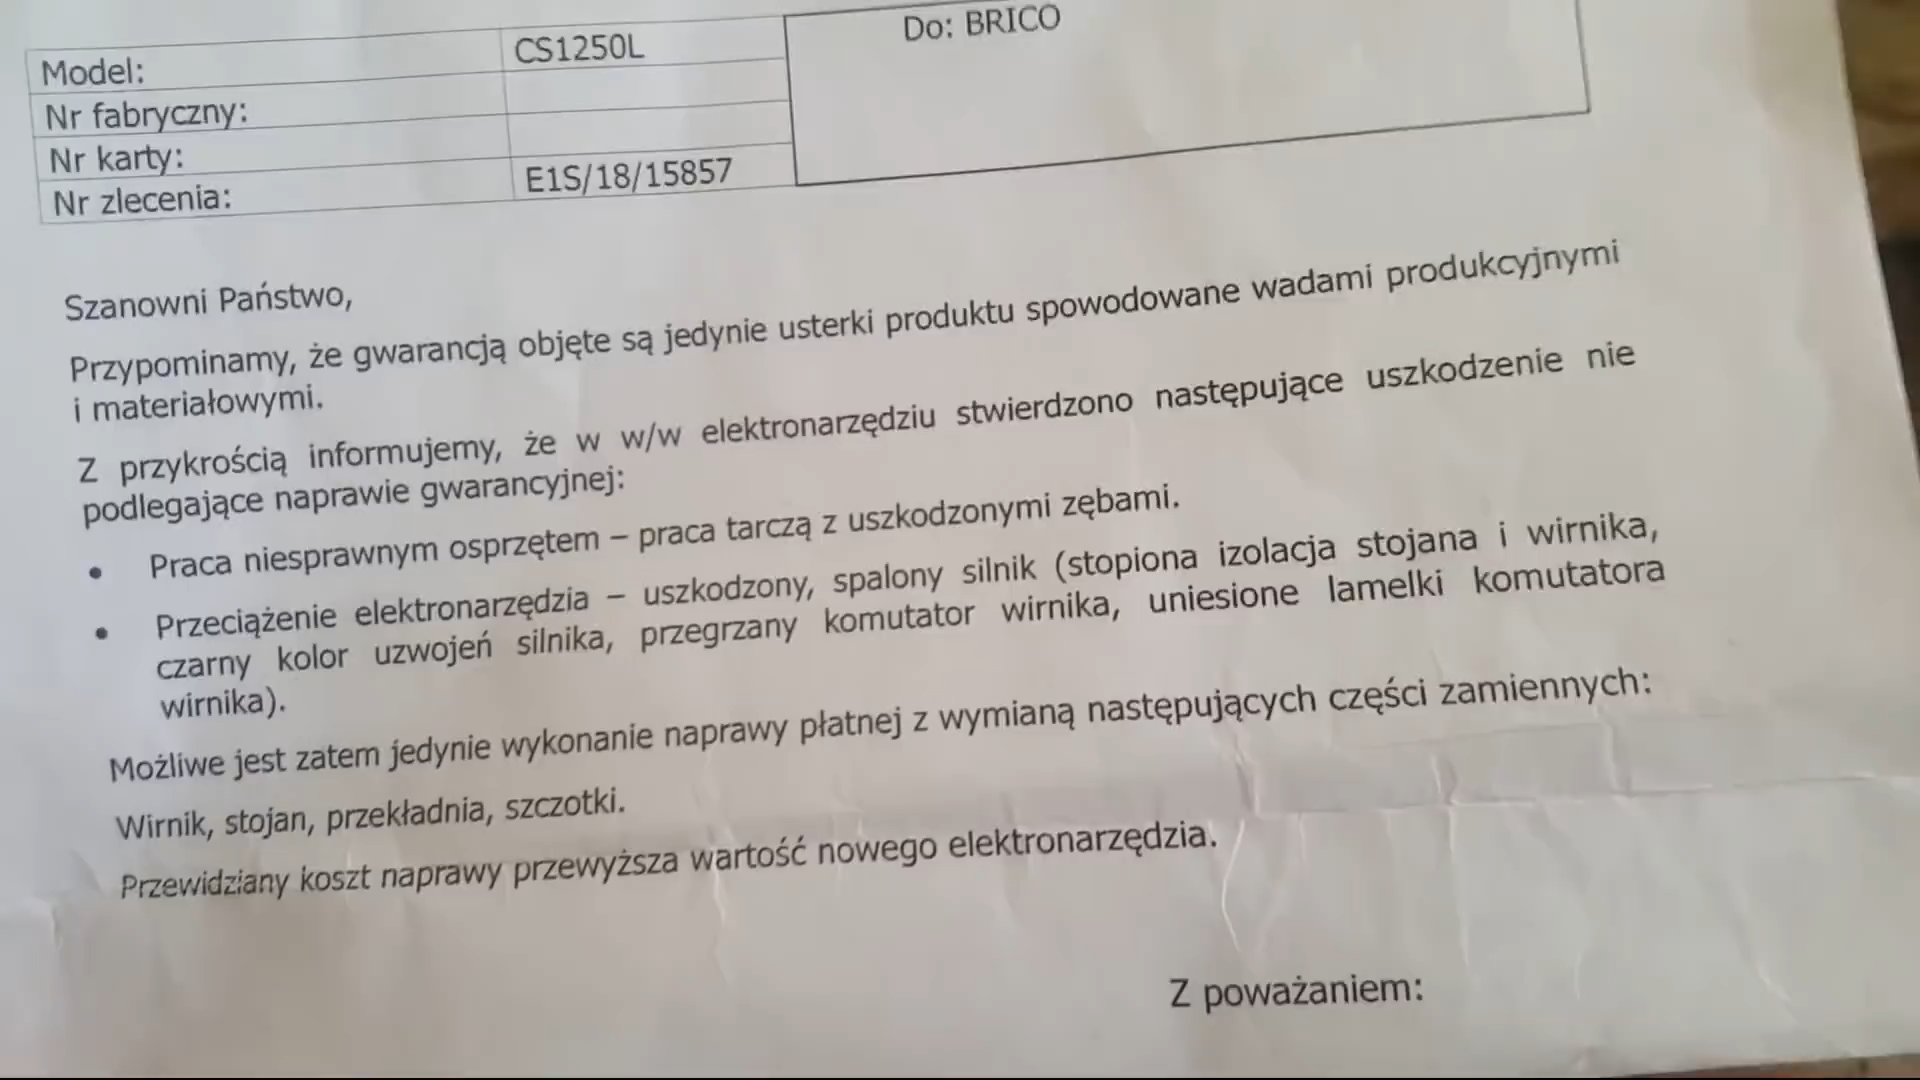 Model: CS1250L
Do: BRICO
Nr fabryczny:
Nr karty:
Nr zlecenia: E1S/18/15857
Szanowni Państwo,
Przypominamy, że gwarancją objęte są jedynie usterki produktu spowodowane wadami produkcyjnymi
i materiałowymi.
Z przykrością informujemy, że w w/w elektronarzędziu stwierdzono następujące uszkodzenie nie
podlegające naprawie gwarancyjnej:
• Praca niesprawnym osprzętem – praca tarczą z uszkodzonymi zębami.
• Przeciążenie elektronarzędzia – uszkodzony, spalony silnik (stopiona izolacja stojana i wirnika,
czarny kolor uzwojeń silnika, przegrzany komutator wirnika, uniesione lamelki komutatora
wirnika).
Możliwe jest zatem jedynie wykonanie naprawy płatnej z wymianą następujących części zamiennych:
Wirnik, stojan, przekładnia, szczotki.
Przewidziany koszt naprawy przewyższa wartość nowego elektronarzędzia.
Z poważaniem: